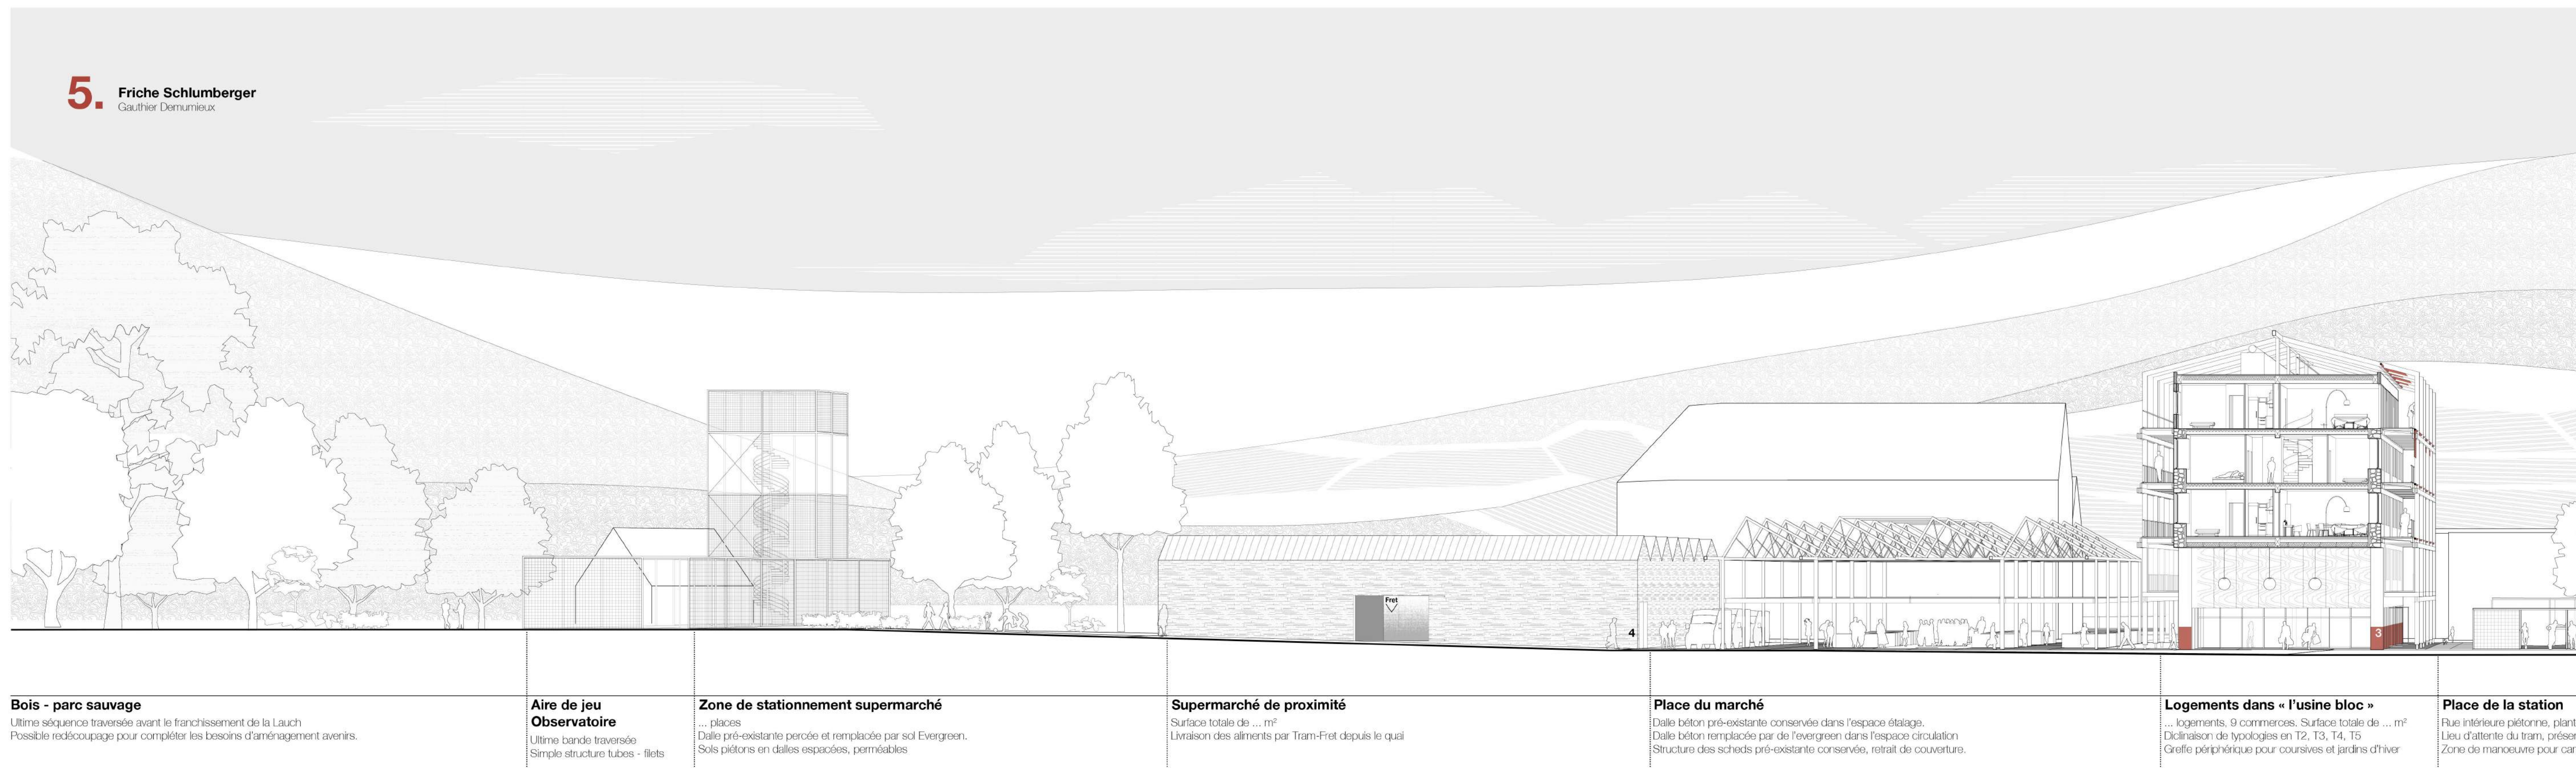 5. Friche Schlumberger
Gauthier Demumieux
Fret
4
3
Bois - parc sauvage
Ultime séquence traversée avant le franchissement de la Lauch
Possible redécoupage pour compléter les besoins d'aménagement avenirs.
Aire de jeu
Observatoire
Ultime bande traversée
Simple structure tubes - filets
Zone de stationnement supermarché
... places
Dalle pré-existante percée et remplacée par sol Evergreen.
Sols piétons en dalles espacées, perméables
Supermarché de proximité
Surface totale de ... m²
Livraison des aliments par Tram-Fret depuis le quai
Place du marché
Dalle béton pré-existante conservée dans l'espace étalage.
Dalle béton remplacée par de l'evergreen dans l'espace circulation
Structure des scheds pré-existante conservée, retrait de couverture.
Logements dans « l'usine bloc »
... logements, 9 commerces. Surface totale de ... m²
Diclinaison de typologies en T2, T3, T4, T5
Greffe périphérique pour coursives et jardins d'hiver
Place de la station
Rue intérieure piétonne, plant
Lieu d'attente du tram, préser
Zone de manoeuvre pour car